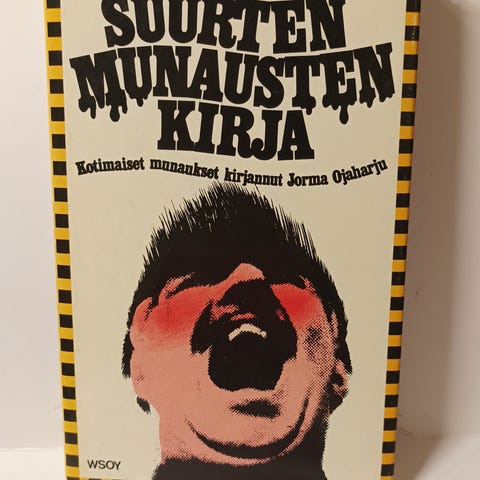 SUURTEN
MUNAUSTEN
KIRJA
Kotimaiset munaukset kirjannut Jorma Ojaharju
WSOY